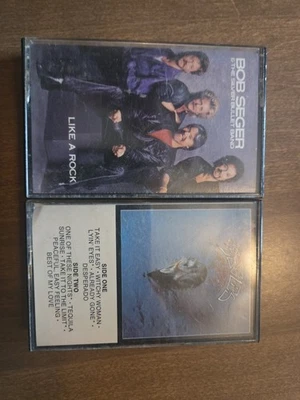 BOB SEGER
& THE SILVER BULLET BAND
LIKE A ROCK
SIDE ONE
TAKE IT EASY • WITCHY WOMAN •
LYIN' EYES* • ALREADY GONE* •
DESPERADO
SIDE TWO
ONE OF THESE NIGHTS* • TEQUILA
SUNRISE • TAKE IT TO THE LIMIT* •
PEACEFUL, EASY FEELING •
BEST OF MY LOVE